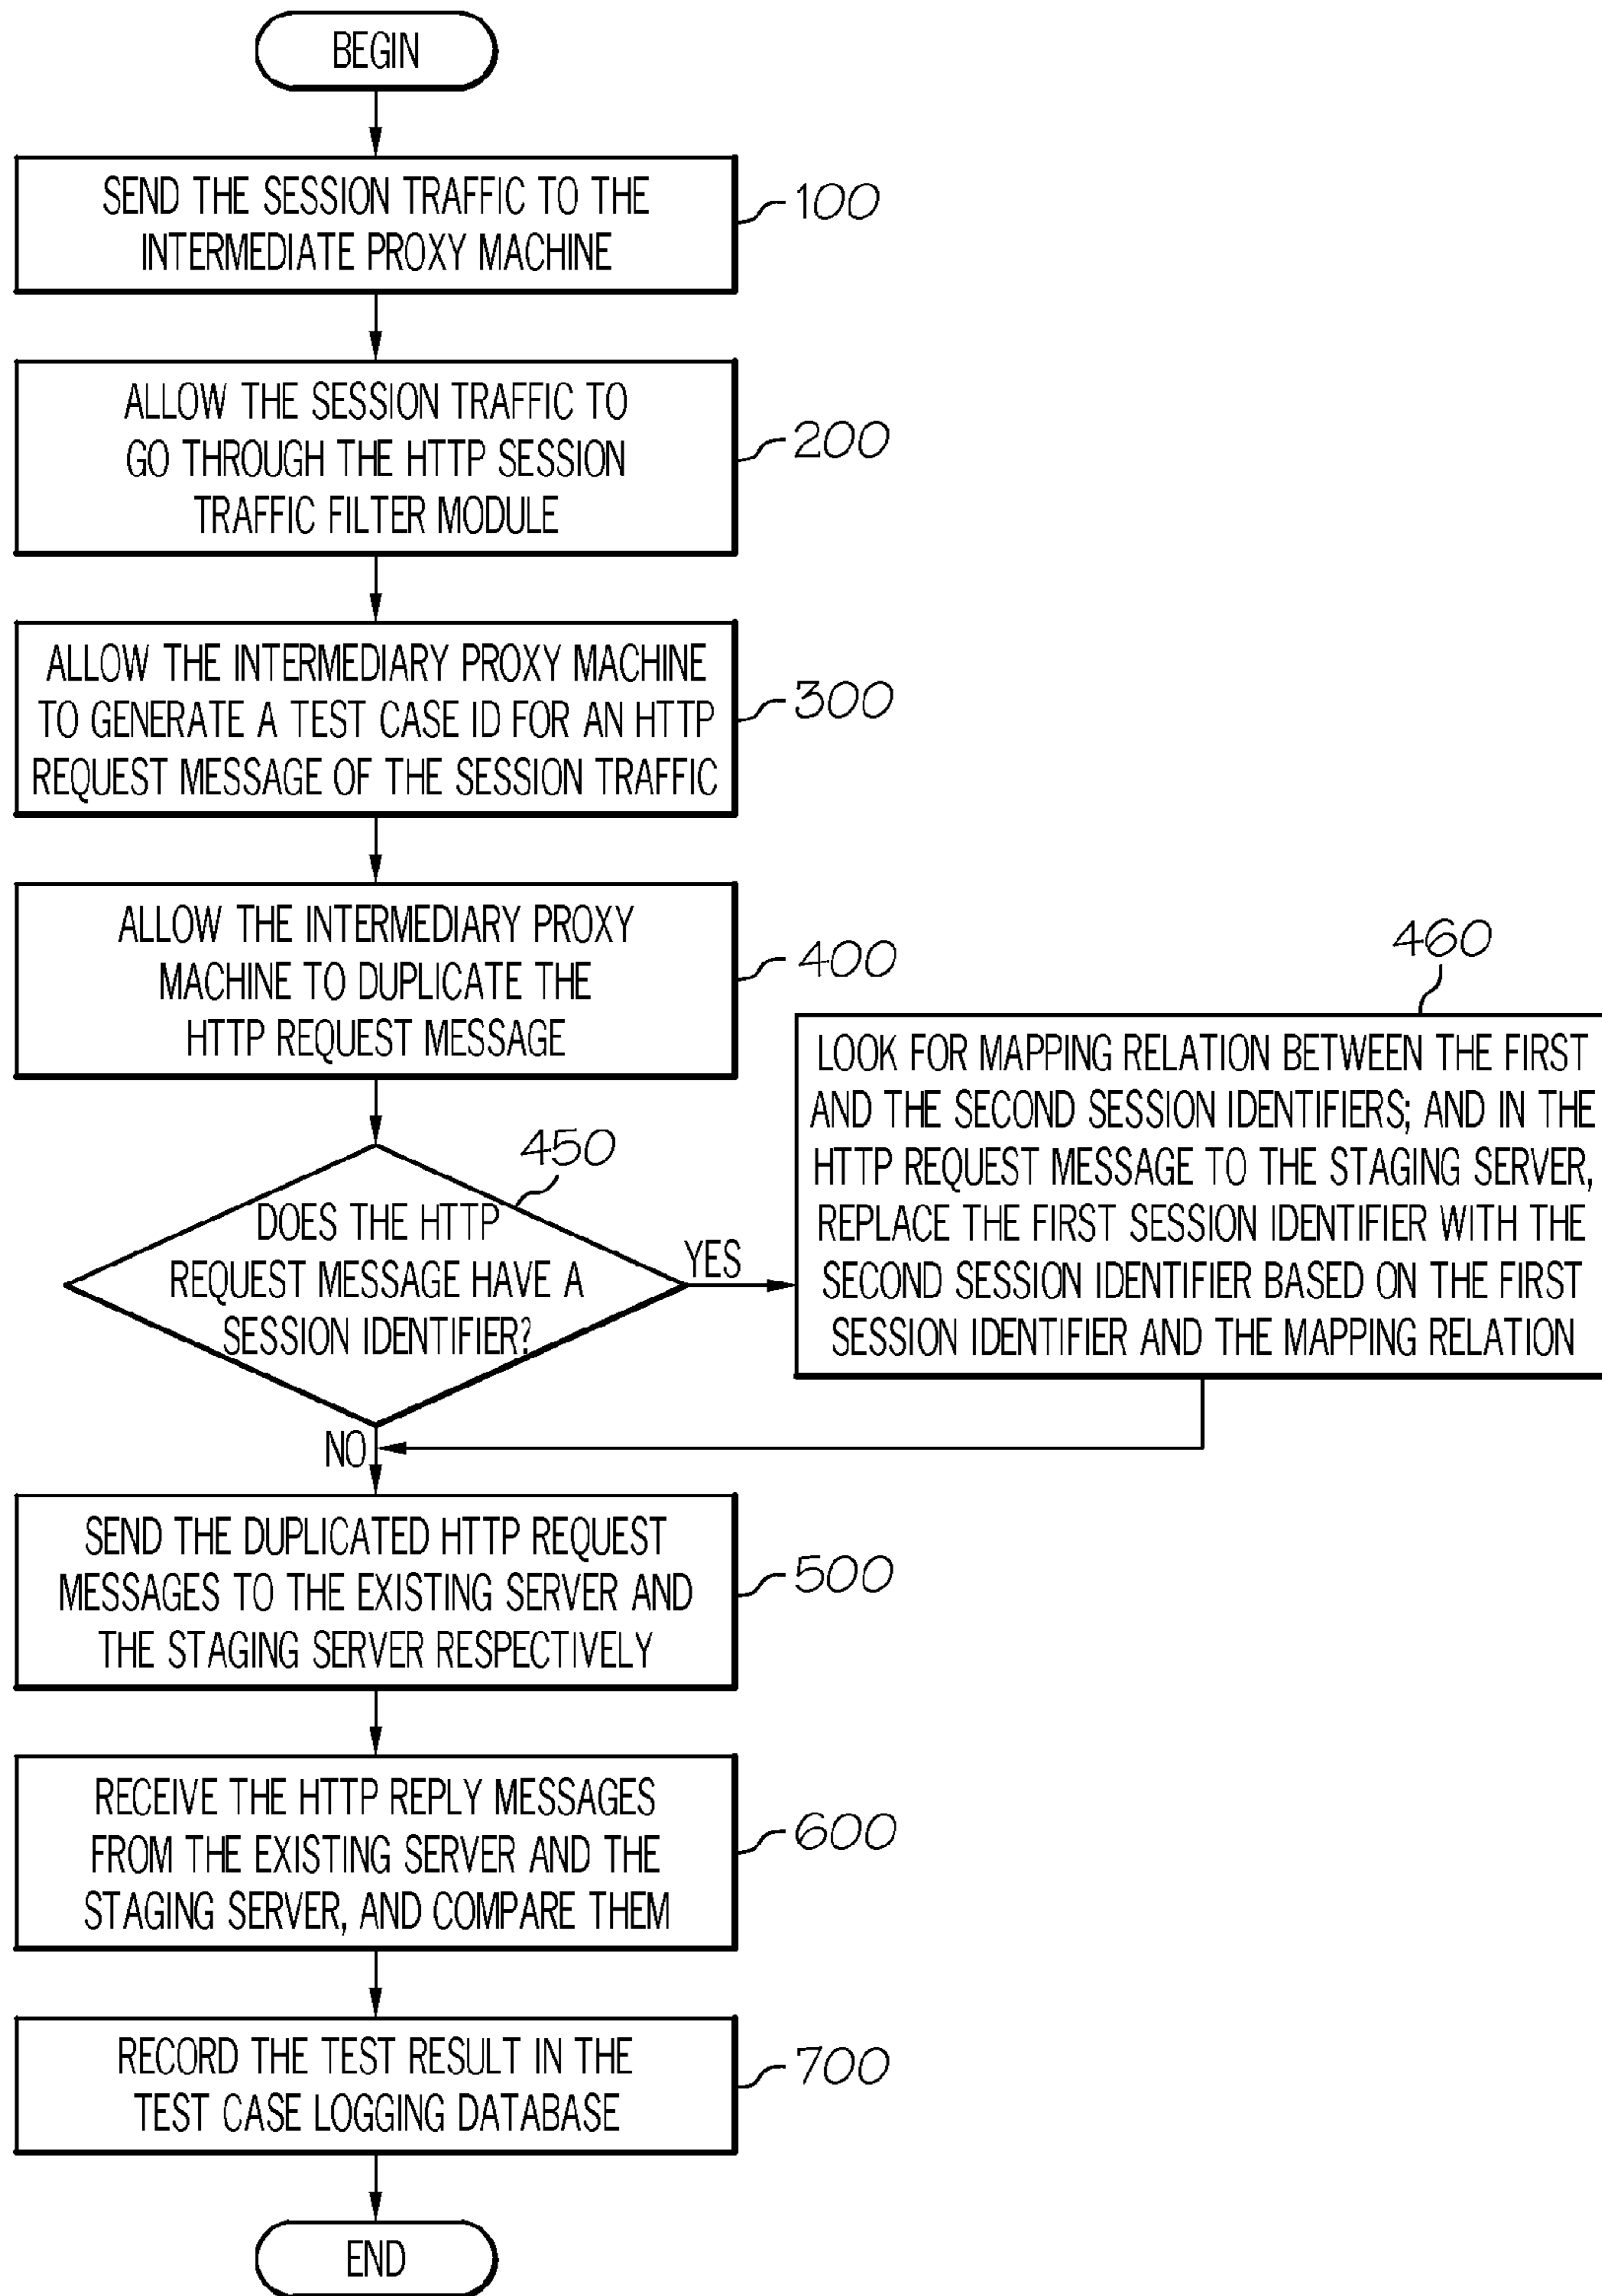 BEGIN
SEND THE SESSION TRAFFIC TO THE
INTERMEDIATE PROXY MACHINE
100
ALLOW THE SESSION TRAFFIC TO
GO THROUGH THE HTTP SESSION
TRAFFIC FILTER MODULE
200
ALLOW THE INTERMEDIARY PROXY MACHINE
TO GENERATE A TEST CASE ID FOR AN HTTP
REQUEST MESSAGE OF THE SESSION TRAFFIC
300
ALLOW THE INTERMEDIARY PROXY
MACHINE TO DUPLICATE THE
HTTP REQUEST MESSAGE
400
450
DOES THE HTTP
REQUEST MESSAGE HAVE A
SESSION IDENTIFIER?
YES
460
LOOK FOR MAPPING RELATION BETWEEN THE FIRST
AND THE SECOND SESSION IDENTIFIERS; AND IN THE
HTTP REQUEST MESSAGE TO THE STAGING SERVER,
REPLACE THE FIRST SESSION IDENTIFIER WITH THE
SECOND SESSION IDENTIFIER BASED ON THE FIRST
SESSION IDENTIFIER AND THE MAPPING RELATION
NO
SEND THE DUPLICATED HTTP REQUEST
MESSAGES TO THE EXISTING SERVER AND
THE STAGING SERVER RESPECTIVELY
500
RECEIVE THE HTTP REPLY MESSAGES
FROM THE EXISTING SERVER AND THE
STAGING SERVER, AND COMPARE THEM
600
RECORD THE TEST RESULT IN THE
TEST CASE LOGGING DATABASE
700
END